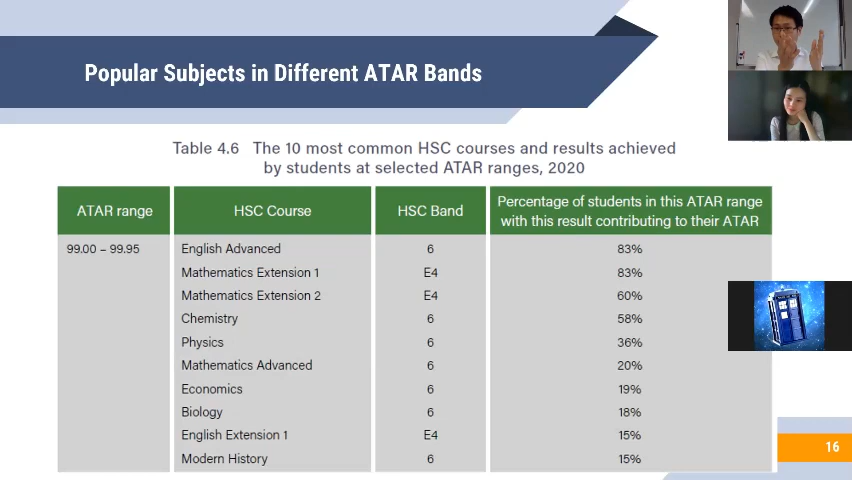 Popular Subjects in Different ATAR Bands
Table 4.6 The 10 most common HSC courses and results achieved
by students at selected ATAR ranges, 2020
ATAR range HSC Course HSC Band Percentage of students in this ATAR range
with this result contributing to their ATAR
99.00 – 99.95 English Advanced 6 83%
Mathematics Extension 1 E4 83%
Mathematics Extension 2 E4 60%
Chemistry 6 58%
Physics 6 36%
Mathematics Advanced 6 20%
Economics 6 19%
Biology 6 18%
English Extension 1 E4 15%
Modern History 6 15%
16